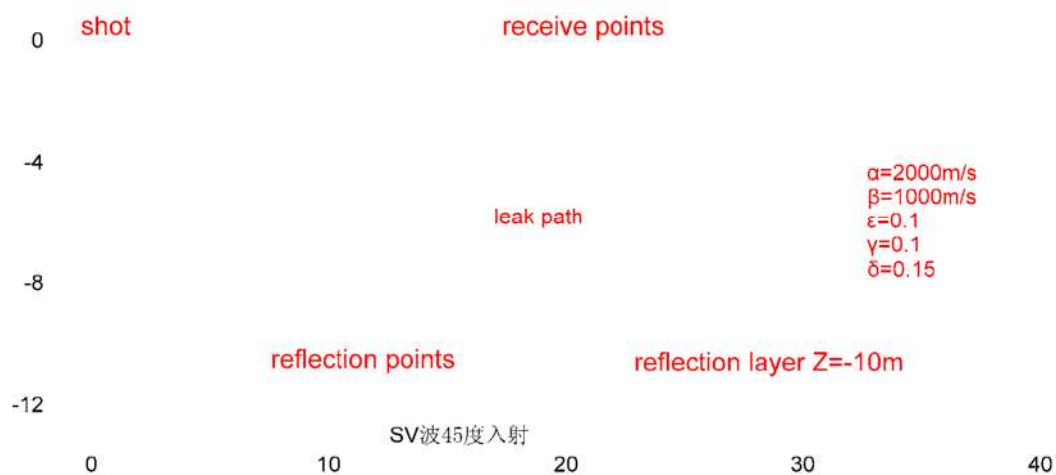 shot
receive points
0
-4
α=2000m/s
β=1000m/s
ε=0.1
γ=0.1
δ=0.15
leak path
-8
reflection points
reflection layer Z=-10m
-12
SV波45度入射
0 10 20 30 40